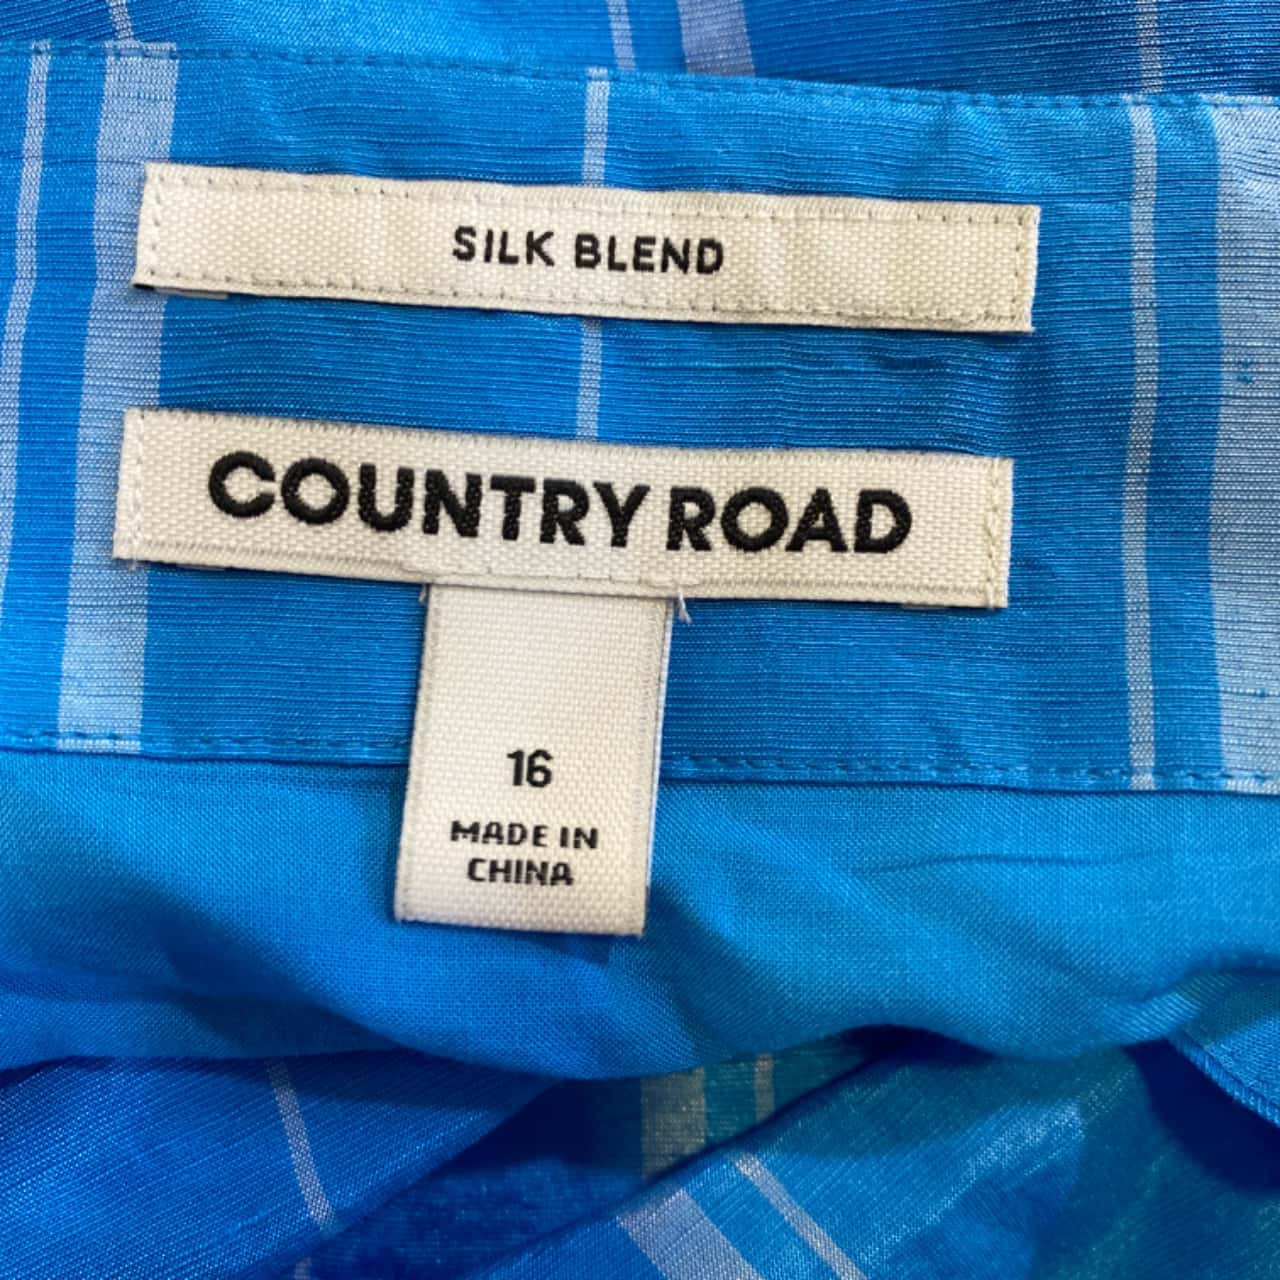 SILK BLEND
COUNTRY ROAD
16
MADE IN
CHINA